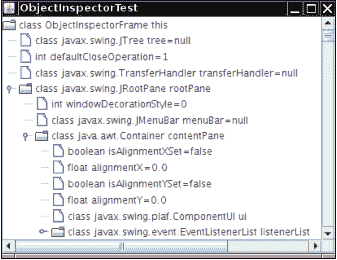 ObjectInspectorTest
class ObjectInspectorFrame this
class javax.swing.JTree tree=null
int defaultCloseOperation=1
class javax.swing.TransferHandler transferHandler=null
class javax.swing.JRootPane rootPane
int windowDecorationStyle=0
class javax.swing.JMenuBar menuBar=null
class java.awt.Container contentPane
boolean isAlignmentXSet=false
float alignmentX=0.0
boolean isAlignmentYSet=false
float alignmentY=0.0
class javax.swing.plaf.ComponentUI ui
class javax.swing.event.EventListenerList listenerList